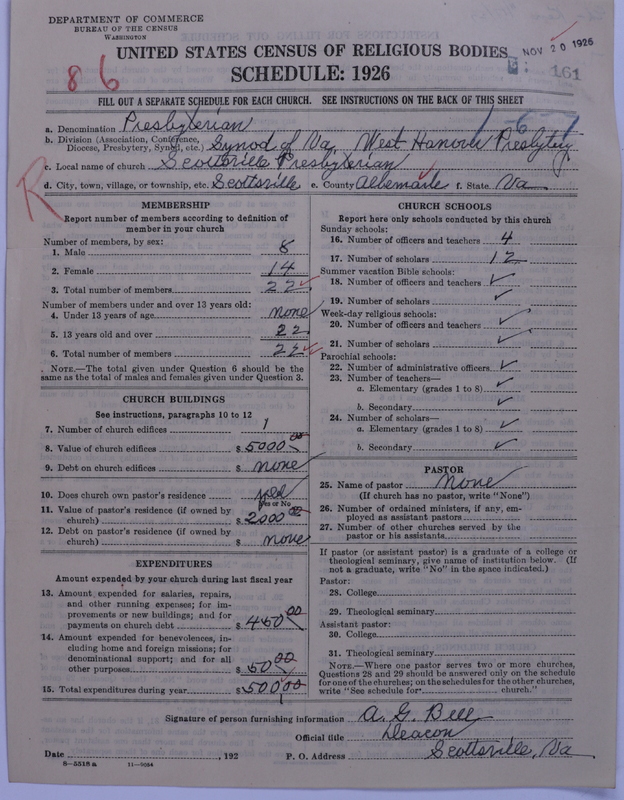 DEPARTMENT OF COMMERCE
BUREAU OF THE CENSUS
WASHINGTON
UNITED STATES CENSUS OF RELIGIOUS BODIES
NOV 20 1926
SCHEDULE: 1926
86
161
FILL OUT A SEPARATE SCHEDULE FOR EACH CHURCH. SEE INSTRUCTIONS ON THE BACK OF THIS SHEET
a. Denomination Presbyterian
b. Division (Association, Conference, Diocese, Presbytery, Synod, etc.) Synod of Va, West Hanover Presbytery
c. Local name of church Scottsville Presbyterian
d. City, town, village, or township, etc. Scottsville e. County Albemarle f. State Va
R
MEMBERSHIP
Report number of members according to definition of
member in your church
Number of members, by sex:
1. Male 8
2. Female 14
3. Total number of members 22
Number of members under and over 13 years old:
4. Under 13 years of age none
5. 13 years old and over 22
6. Total number of members 22
NOTE.—The total given under Question 6 should be
same as the total of males and females given under Question 3.
CHURCH BUILDINGS
See instructions, paragraphs 10 to 12
7. Number of church edifices 1
8. Value of church edifices $ 5000 00
9. Debt on church edifices $ none
10. Does church own pastor's residence yes
Yes or No
11. Value of pastor's residence (if owned by
church) $ 2000 00
12. Debt on pastor's residence (if owned by
church) $ none
EXPENDITURES
Amount expended by your church during last fiscal year
13. Amount expended for salaries, repairs,
and other running expenses; for im-
provements or new buildings; and for
payments on church debt $ 450 00
14. Amount expended for benevolences, in-
cluding home and foreign missions; for
denominational support; and for all
other purposes $ 50 00
15. Total expenditures during year $ 500 00
CHURCH SCHOOLS
Report here only schools conducted by this church
Sunday schools:
16. Number of officers and teachers 4
17. Number of scholars 12
Summer vacation Bible schools:
18. Number of officers and teachers ✓
19. Number of scholars ✓
Week-day religious schools:
20. Number of officers and teachers ✓
21. Number of scholars ✓
Parochial schools:
22. Number of administrative officers ✓
23. Number of teachers—
a. Elementary (grades 1 to 8) ✓
b. Secondary ✓
24. Number of scholars—
a. Elementary (grades 1 to 8) ✓
b. Secondary ✓
PASTOR
25. Name of pastor None
(If church has no pastor, write "None")
26. Number of ordained ministers, if any, em-
ployed as assistant pastors
27. Number of other churches served by the
pastor or his assistants
If pastor (or assistant pastor) is a graduate of a college or
theological seminary, give name of institution below. (If
not a graduate, write "No" in the space indicated.)
Pastor:
28. College
29. Theological seminary
Assistant pastor:
30. College
31. Theological seminary
NOTE.—Where one pastor serves two or more churches,
Questions 28 and 29 should be answered only on the schedule
for one of the churches; on the schedules for the other churches,
write "See schedule for church."
Signature of person furnishing information A. G. Bell
Official title Deacon
Date , 192 P. O. Address Scottsville, Va
8-5518 a 11-9054